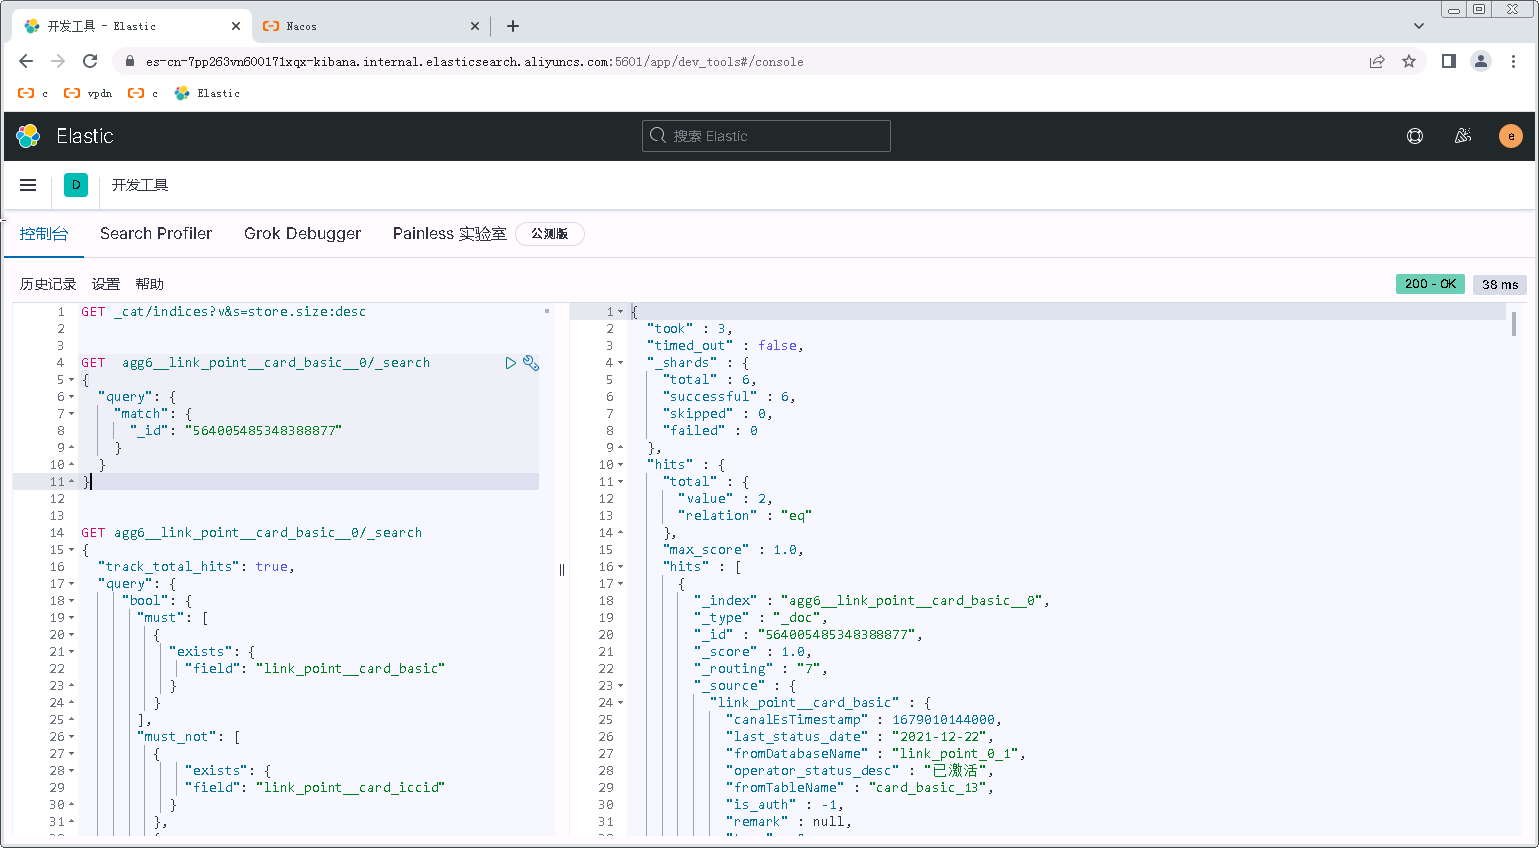 开发工具 - Elastic
Nacos
es-cn-7pp263vn600171xqx-kibana.internal.elasticsearch.aliyuncs.com:5601/app/dev_tools#/console
c vpdn c Elastic
Elastic
搜索 Elastic
e
D 开发工具
控制台 Search Profiler Grok Debugger Painless 实验室 公测版
历史记录 设置 帮助
200 - OK 38 ms
1 GET _cat/indices?v&s=store.size:desc
2
3
4 GET  agg6__link_point__card_basic__0/_search
5 {
6 "query": {
7 "match": {
8 "_id": "564005485348388877"
9 }
10 }
11 }
12
13
14 GET agg6__link_point__card_basic__0/_search
15 {
16 "track_total_hits": true,
17 "query": {
18 "bool": {
19 "must": [
20 {
21 "exists": {
22 "field": "link_point__card_basic"
23 }
24 }
25 ],
26 "must_not": [
27 {
28 "exists": {
29 "field": "link_point__card_iccid"
30 }
31 },
1 {
2 "took" : 3,
3 "timed_out" : false,
4 "_shards" : {
5 "total" : 6,
6 "successful" : 6,
7 "skipped" : 0,
8 "failed" : 0
9 },
10 "hits" : {
11 "total" : {
12 "value" : 2,
13 "relation" : "eq"
14 },
15 "max_score" : 1.0,
16 "hits" : [
17 {
18 "_index" : "agg6__link_point__card_basic__0",
19 "_type" : "_doc",
20 "_id" : "564005485348388877",
21 "_score" : 1.0,
22 "_routing" : "7",
23 "_source" : {
24 "link_point__card_basic" : {
25 "canalEsTimestamp" : 1679010144000,
26 "last_status_date" : "2021-12-22",
27 "fromDatabaseName" : "link_point_0_1",
28 "operator_status_desc" : "已激活",
29 "fromTableName" : "card_basic_13",
30 "is_auth" : -1,
31 "remark" : null,